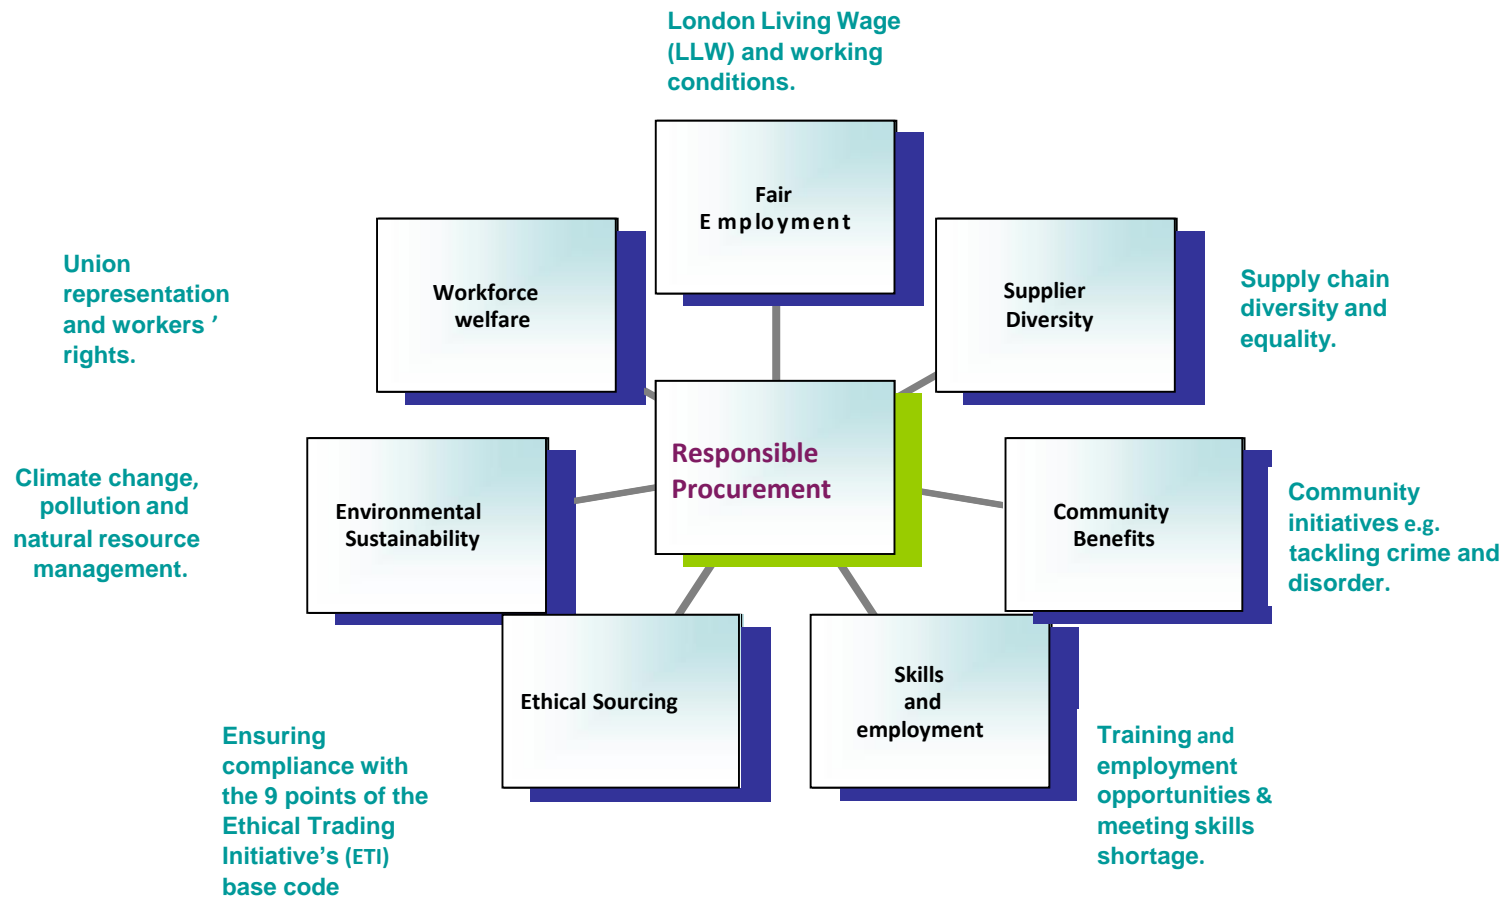 London Living Wage
(LLW) and working
conditions.
Fair
Employment
Workforce
welfare
Union
representation
and workers ’
rights.
Supplier
Diversity
Supply chain
diversity and
equality.
Responsible
Procurement
Climate change,
pollution and
natural resource
management.
Environmental
Sustainability
Community
Benefits
Community
initiatives e.g.
tackling crime and
disorder.
Ethical Sourcing
Ensuring
compliance with
the 9 points of the
Ethical Trading
Initiative’s (ETI)
base code
Skills
and
employment
Training and
employment
opportunities &
meeting skills
shortage.